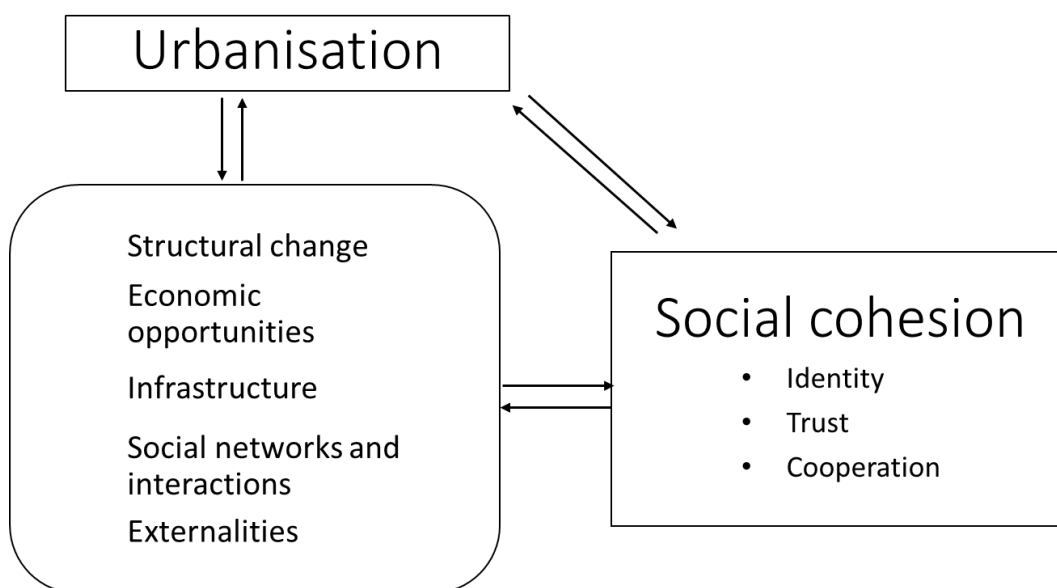 Urbanisation
Structural change
Economic
opportunities
Infrastructure
Social networks and
interactions
Externalities
Social cohesion
• Identity
• Trust
• Cooperation